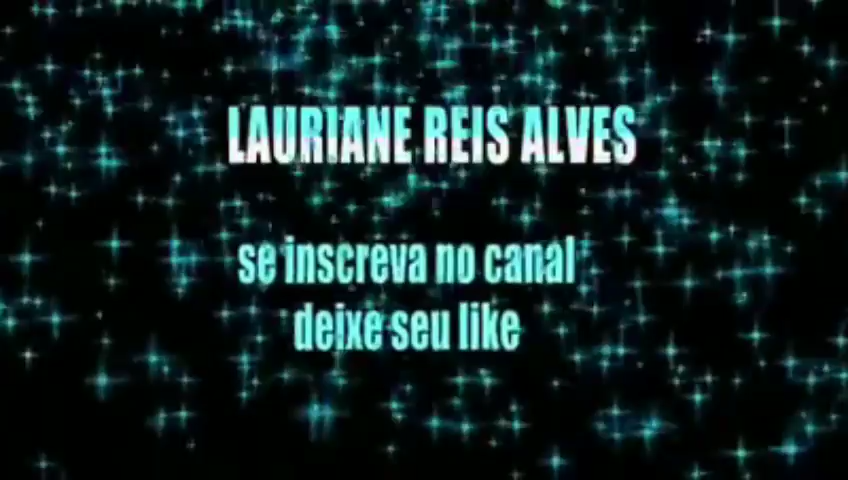 LAURIANE REIS ALVES
se inscreva no canal
deixe seu like